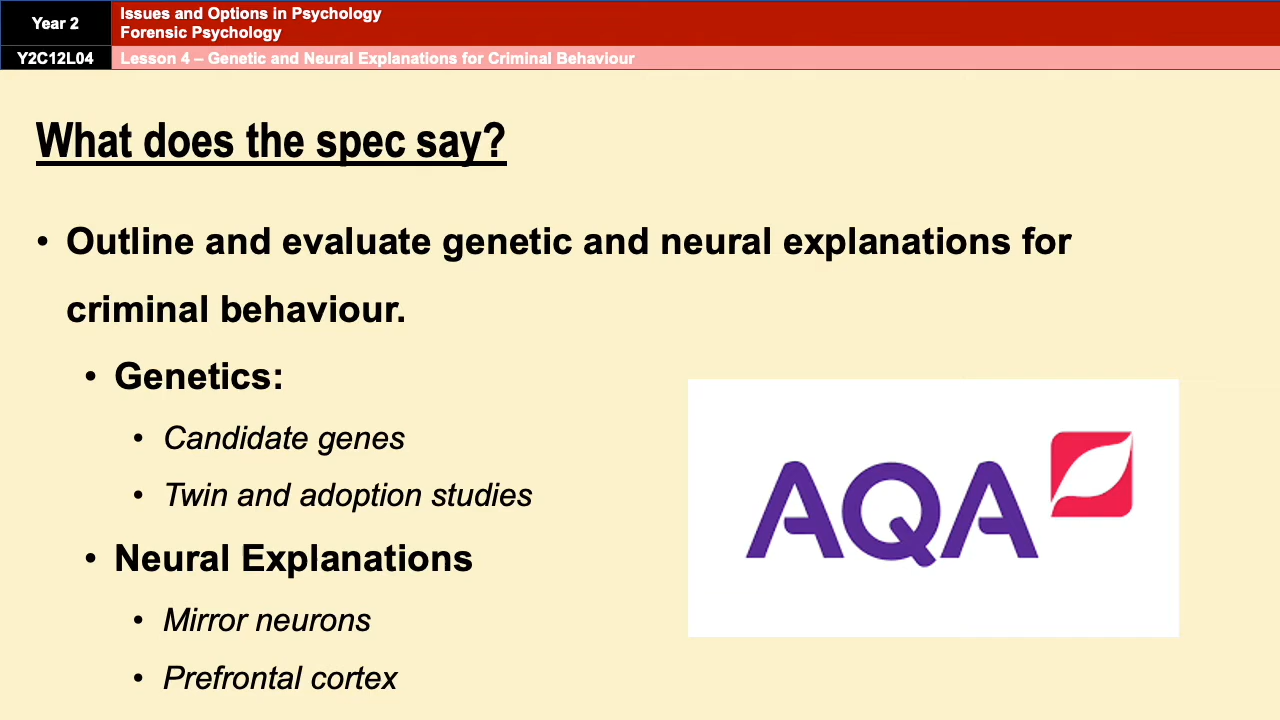 Year 2
Issues and Options in Psychology
Forensic Psychology
Y2C12L04
Lesson 4 – Genetic and Neural Explanations for Criminal Behaviour
What does the spec say?
• Outline and evaluate genetic and neural explanations for
criminal behaviour.
• Genetics:
• Candidate genes
• Twin and adoption studies
• Neural Explanations
• Mirror neurons
• Prefrontal cortex
AQA